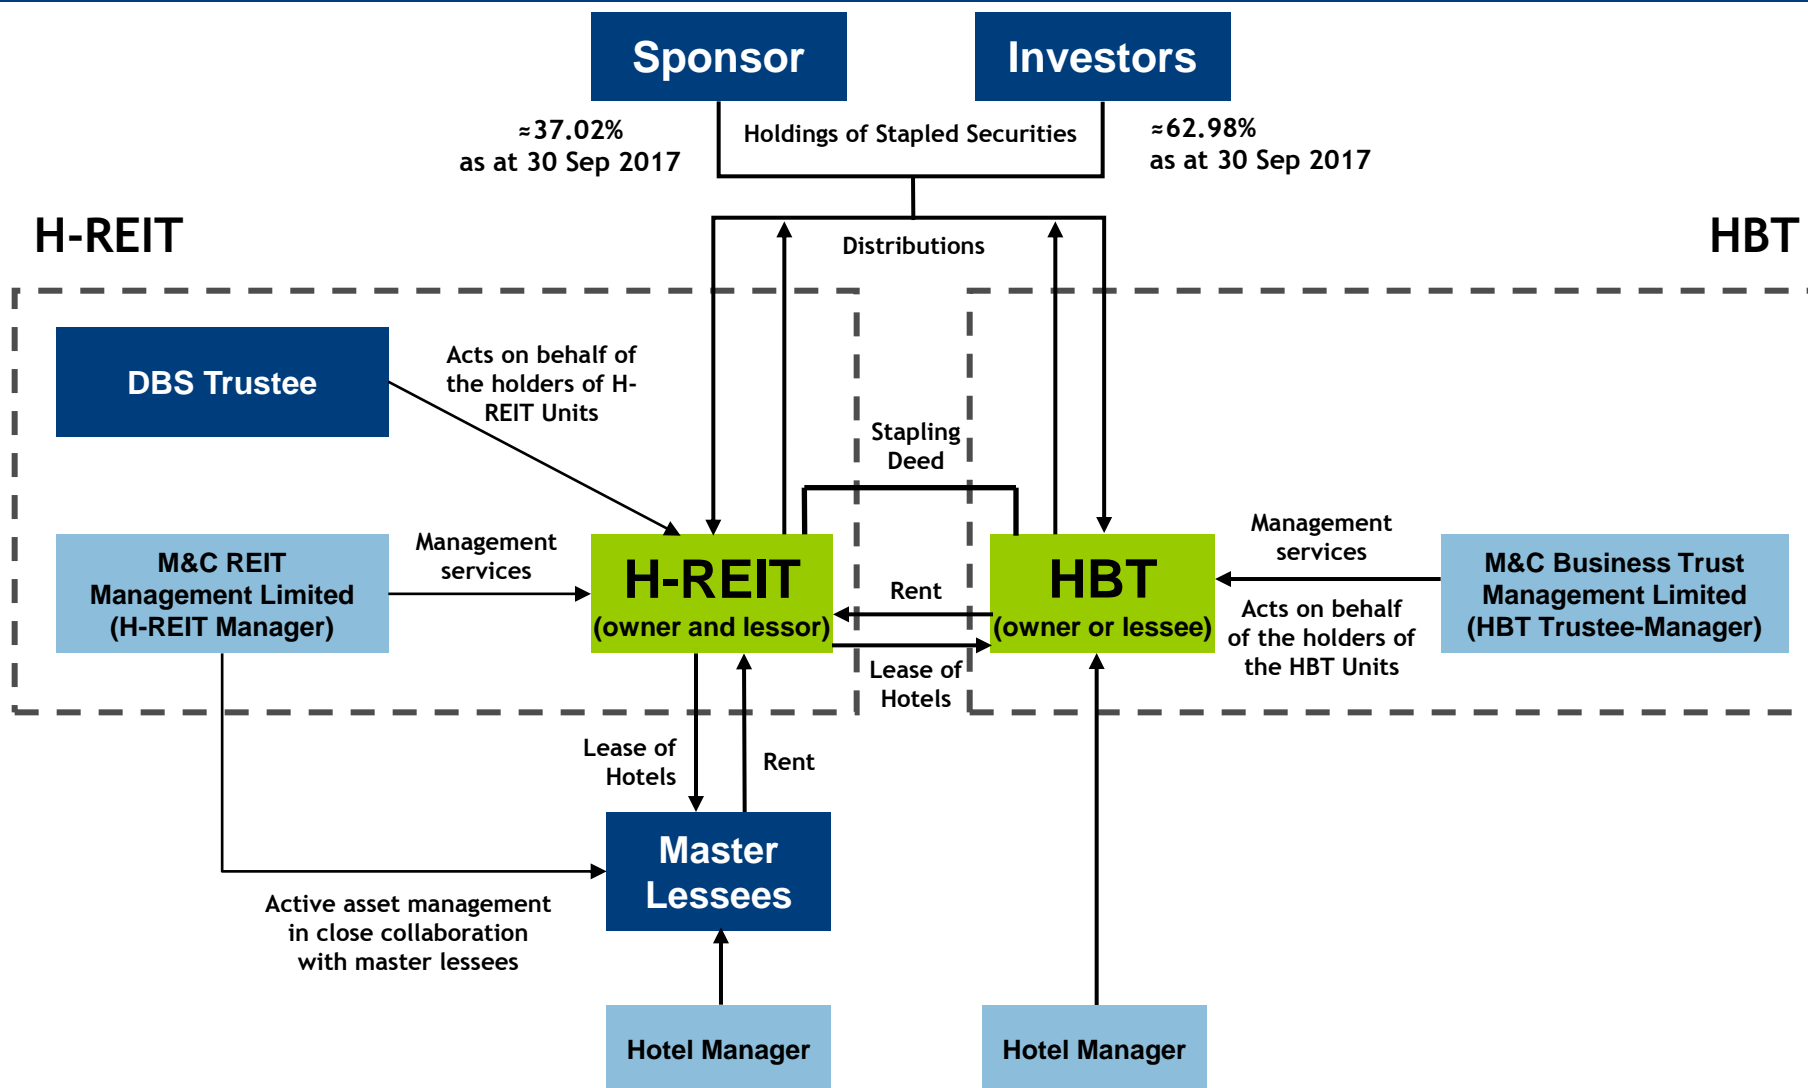 Sponsor
Investors
≈37.02%
as at 30 Sep 2017
Holdings of Stapled Securities
≈62.98%
as at 30 Sep 2017
H-REIT
HBT
Distributions
DBS Trustee
Acts on behalf of
the holders of H-
REIT Units
Stapling
Deed
M&C REIT
Management Limited
(H-REIT Manager)
Management
services
H-REIT
(owner and lessor)
Rent
Lease of
Hotels
HBT
(owner or lessee)
Management
services
Acts on behalf
of the holders of
the HBT Units
M&C Business Trust
Management Limited
(HBT Trustee-Manager)
Lease of
Hotels
Rent
Master
Lessees
Active asset management
in close collaboration
with master lessees
Hotel Manager
Hotel Manager